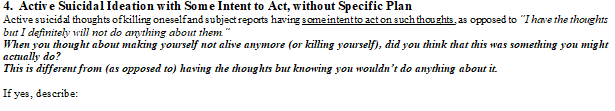 4. Active Suicidal Ideation with Some Intent to Act, without Specific Plan
Active suicidal thoughts of killing oneself and subject reports having some intent to act on such thoughts, as opposed to "I have the thoughts
but I definitely will not do anything about them."
When you thought about making yourself not alive anymore (or killing yourself), did you think that this was something you might
actually do?
This is different from (as opposed to) having the thoughts but knowing you wouldn't do anything about it.
If yes, describe: